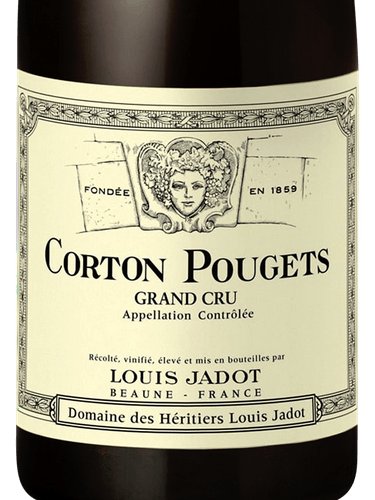 FONDÉE EN 1859
CORTON POUGETS
GRAND CRU
Appellation Contrôlée
Récolté, vinifié, élevé et mis en bouteilles par
LOUIS JADOT
BEAUNE - FRANCE
Domaine des Héritiers Louis Jadot